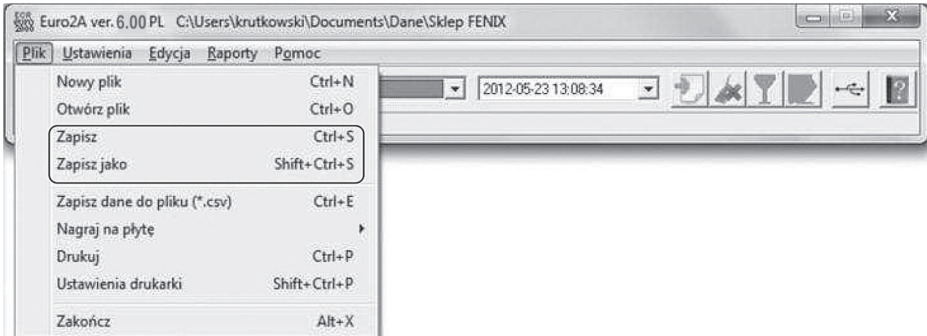 Euro2A ver. 6.00 PL C:\Users\krutkowski\Documents\Dane\Sklep FENIX
Plik Ustawienia Edycja Raporty Pomoc
2012-05-23 13:08:34
Nowy plik Ctrl+N
Otwórz plik Ctrl+O
Zapisz Ctrl+S
Zapisz jako Shift+Ctrl+S
Zapisz dane do pliku (*.csv) Ctrl+E
Nagraj na płytę
Drukuj Ctrl+P
Ustawienia drukarki Shift+Ctrl+P
Zakończ Alt+X